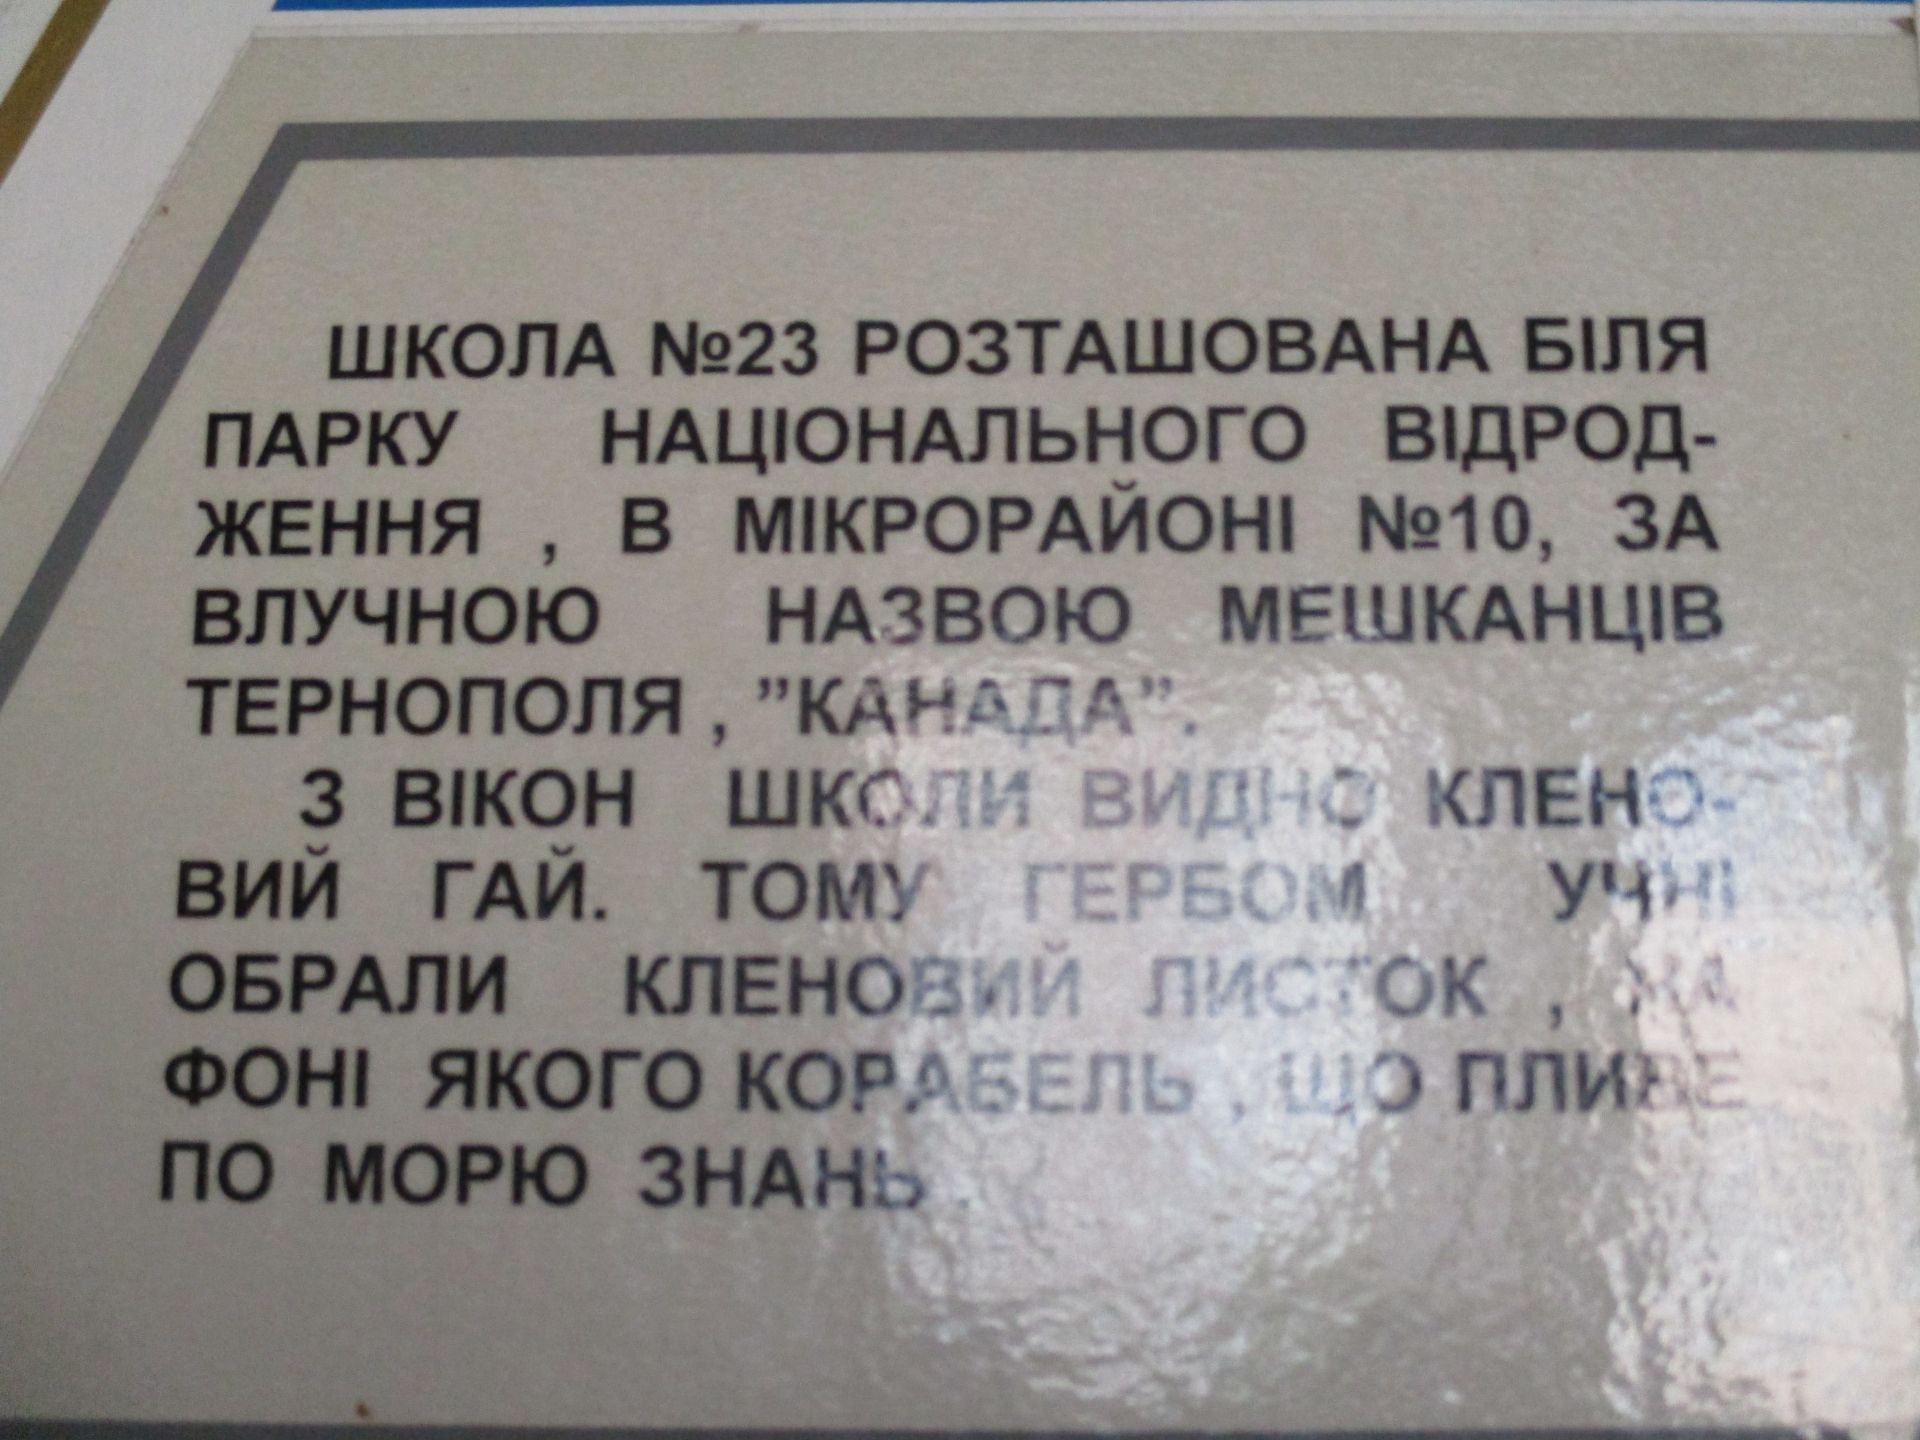 ШКОЛА №23 РОЗТАШОВАНА БІЛЯ
ПАРКУ НАЦІОНАЛЬНОГО ВІДРОД-
ЖЕННЯ , В МІКРОРАЙОНІ №10, ЗА
ВЛУЧНОЮ НАЗВОЮ МЕШКАНЦІВ
ТЕРНОПОЛЯ , ”КАНАДА”.
З ВІКОН ШКОЛИ ВИДНО КЛЕНО-
ВИЙ ГАЙ. ТОМУ ГЕРБОМ УЧНІ
ОБРАЛИ КЛЕНОВИЙ ЛИСТОК , НА
ФОНІ ЯКОГО КОРАБЕЛЬ , ЩО ПЛИВЕ
ПО МОРЮ ЗНАНЬ .